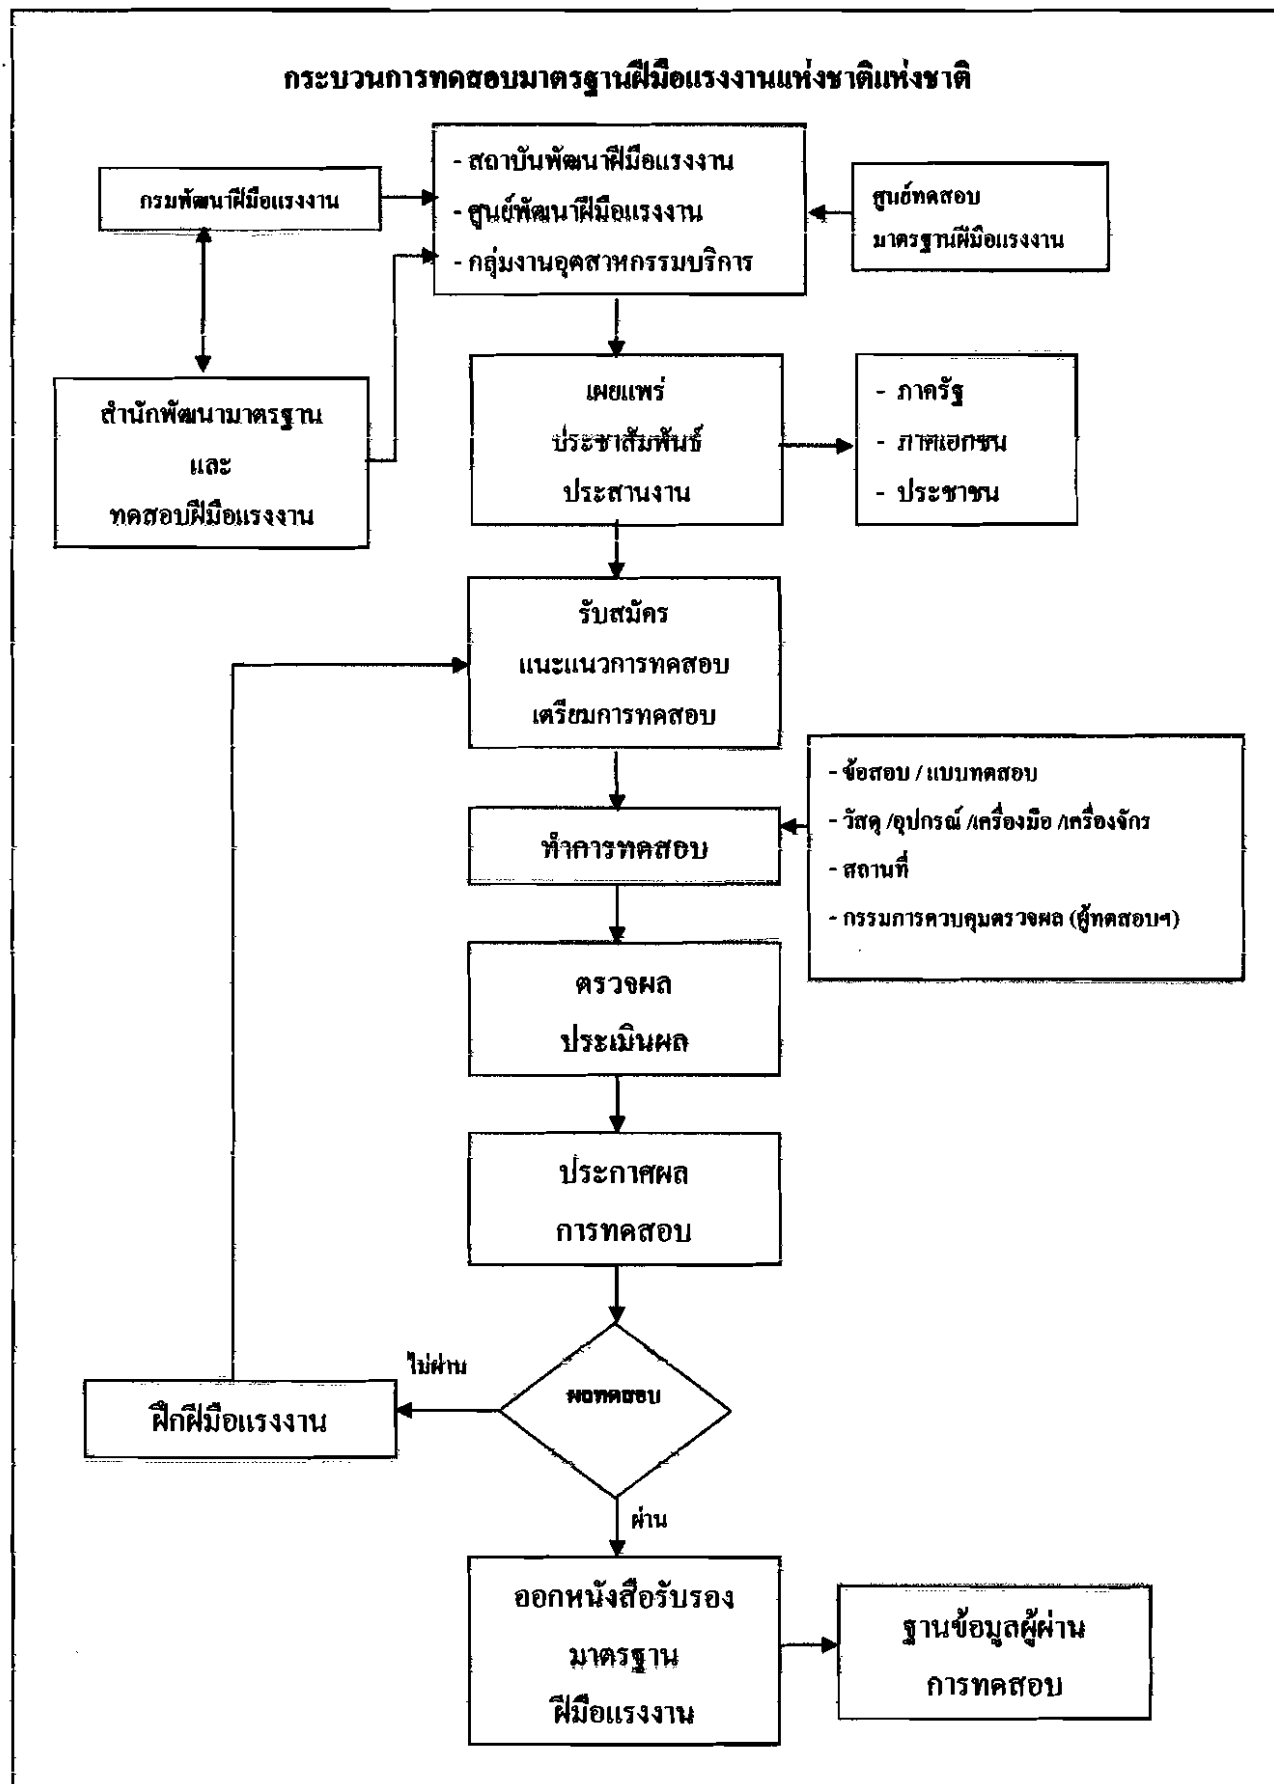 กระบวนการทดสอบมาตรฐานฝีมือแรงงานแห่งชาติแห่งชาติ
กรมพัฒนาฝีมือแรงงาน
- สถาบันพัฒนาฝีมือแรงงาน
- ศูนย์พัฒนาฝีมือแรงงาน
- กลุ่มงานอุตสาหกรรมบริการ
ศูนย์ทดสอบ
มาตรฐานฝีมือแรงงาน
สำนักพัฒนามาตรฐาน
และ
ทดสอบฝีมือแรงงาน
เผยแพร่
ประชาสัมพันธ์
ประสานงาน
- ภาครัฐ
- ภาคเอกชน
- ประชาชน
รับสมัคร
แนะแนวการทดสอบ
เตรียมการทดสอบ
- ข้อสอบ / แบบทดสอบ
- วัสดุ /อุปกรณ์ /เครื่องมือ /เครื่องจักร
- สถานที่
- กรรมการควบคุมตรวจผล (ผู้ทดสอบฯ)
ทำการทดสอบ
ตรวจผล
ประเมินผล
ประกาศผล
การทดสอบ
ไม่ผ่าน
ผลทดสอบ
ฝึกฝีมือแรงงาน
ผ่าน
ออกหนังสือรับรอง
มาตรฐาน
ฝีมือแรงงาน
ฐานข้อมูลผู้ผ่าน
การทดสอบ